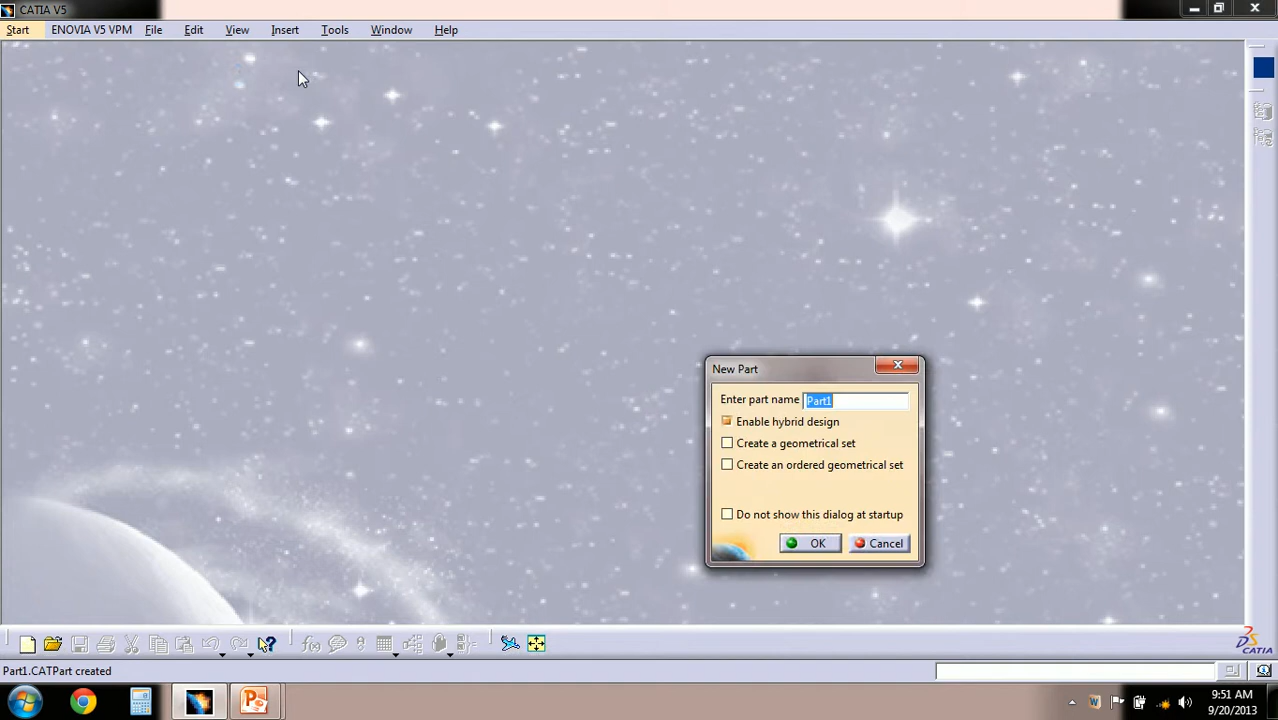 CATIA V5
Start ENOVIA V5 VPM File Edit View Insert Tools Window Help
New Part
Enter part name Part1
Enable hybrid design
Create a geometrical set
Create an ordered geometrical set
Do not show this dialog at startup
OK Cancel
CATIA
Part1.CATPart created
9:51 AM
9/20/2013